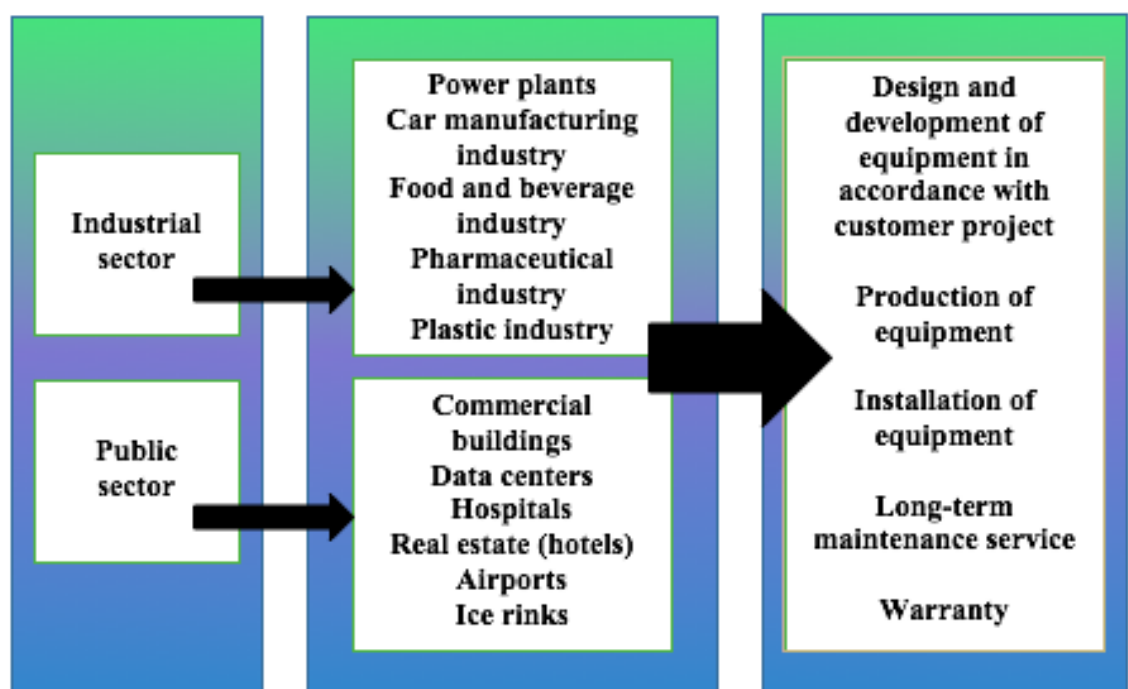 Industrial
sector
Public
sector
Power plants
Car manufacturing
industry
Food and beverage
industry
Pharmaceutical
industry
Plastic industry
Commercial
buildings
Data centers
Hospitals
Real estate (hotels)
Airports
Ice rinks
Design and
development of
equipment in
accordance with
customer project
Production of
equipment
Installation of
equipment
Long-term
maintenance service
Warranty